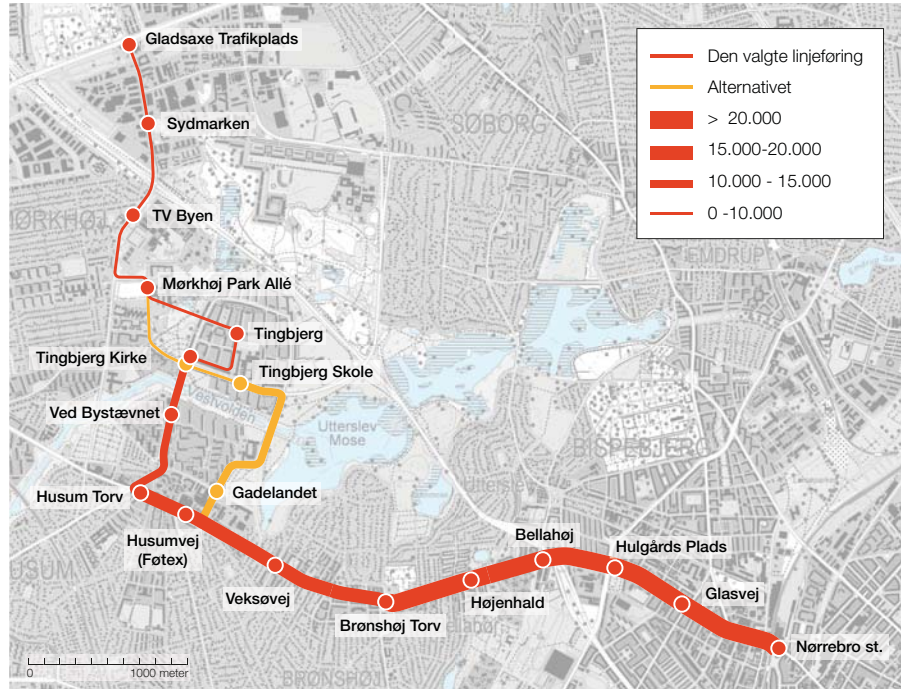 Gladsaxe Trafikplads
Den valgte linjeføring
Alternativet
> 20.000
15.000-20.000
10.000 - 15.000
0 -10.000
Sydmarken
SØBORG
TV Byen
MØRKHØJ
EMDRUP
Mørkhøj Park Allé
Tingbjerg
Tingbjerg Kirke
Tingbjerg Skole
Vestvolden
Ved Bystævnet
Utterslev
Mose
BISPEBJERG
Husum Torv
Gadelandet
Husumvej
(Føtex)
Bellahøj
Hulgårds Plads
Veksøvej
Højenhald
Glasvej
Brønshøj Torv
Nørrebro st.
0
1000 meter
BRØNSHØJ